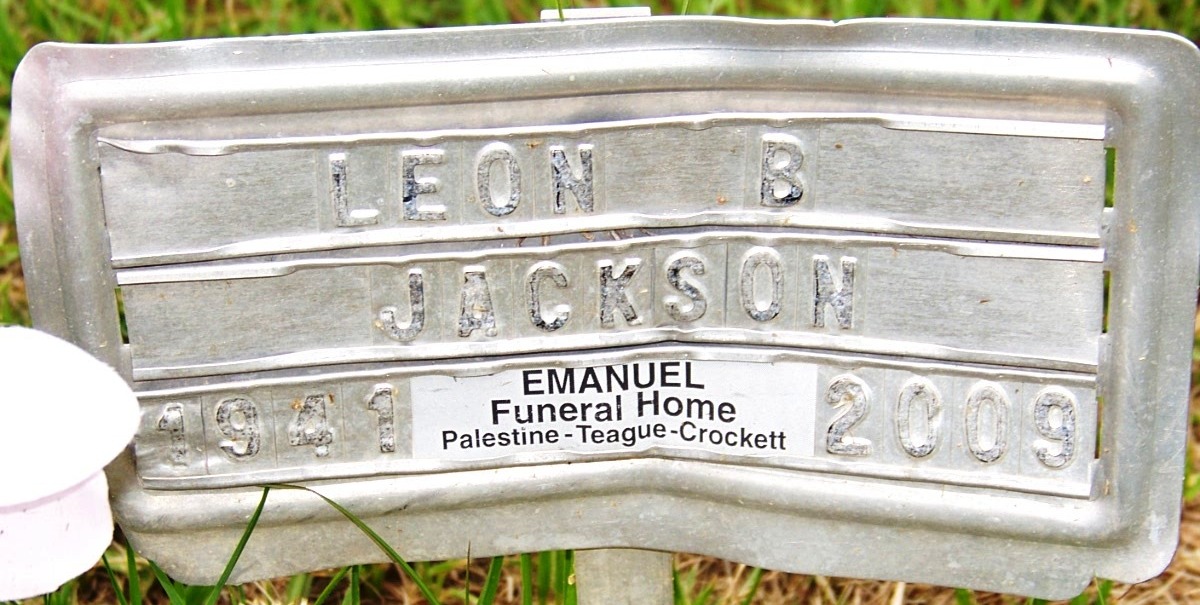 LEON B
JACKSON
1941 EMANUEL 2009
Funeral Home
Palestine-Teague-Crockett